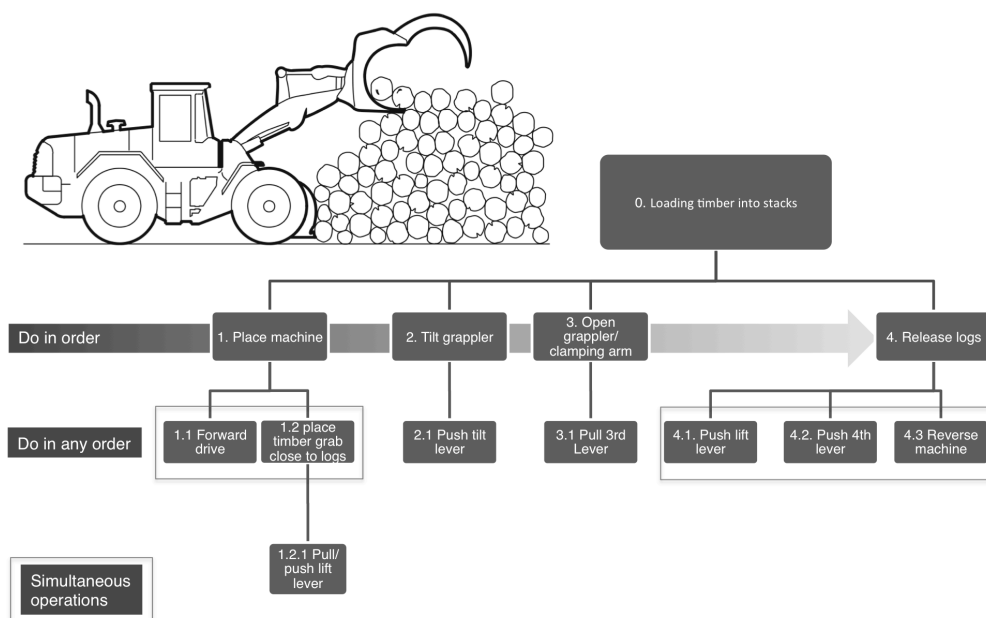 0. Loading timber into stacks
Do in order
1. Place machine
2. Tilt grappler
3. Open
grappler/
clamping arm
4. Release logs
Do in any order
1.1 Forward
drive
1.2 place
timber grab
close to logs
2.1 Push tilt
lever
3.1 Pull 3rd
Lever
4.1. Push lift
lever
4.2. Push 4th
lever
4.3 Reverse
machine
1.2.1 Pull/
push lift
lever
Simultaneous
operations